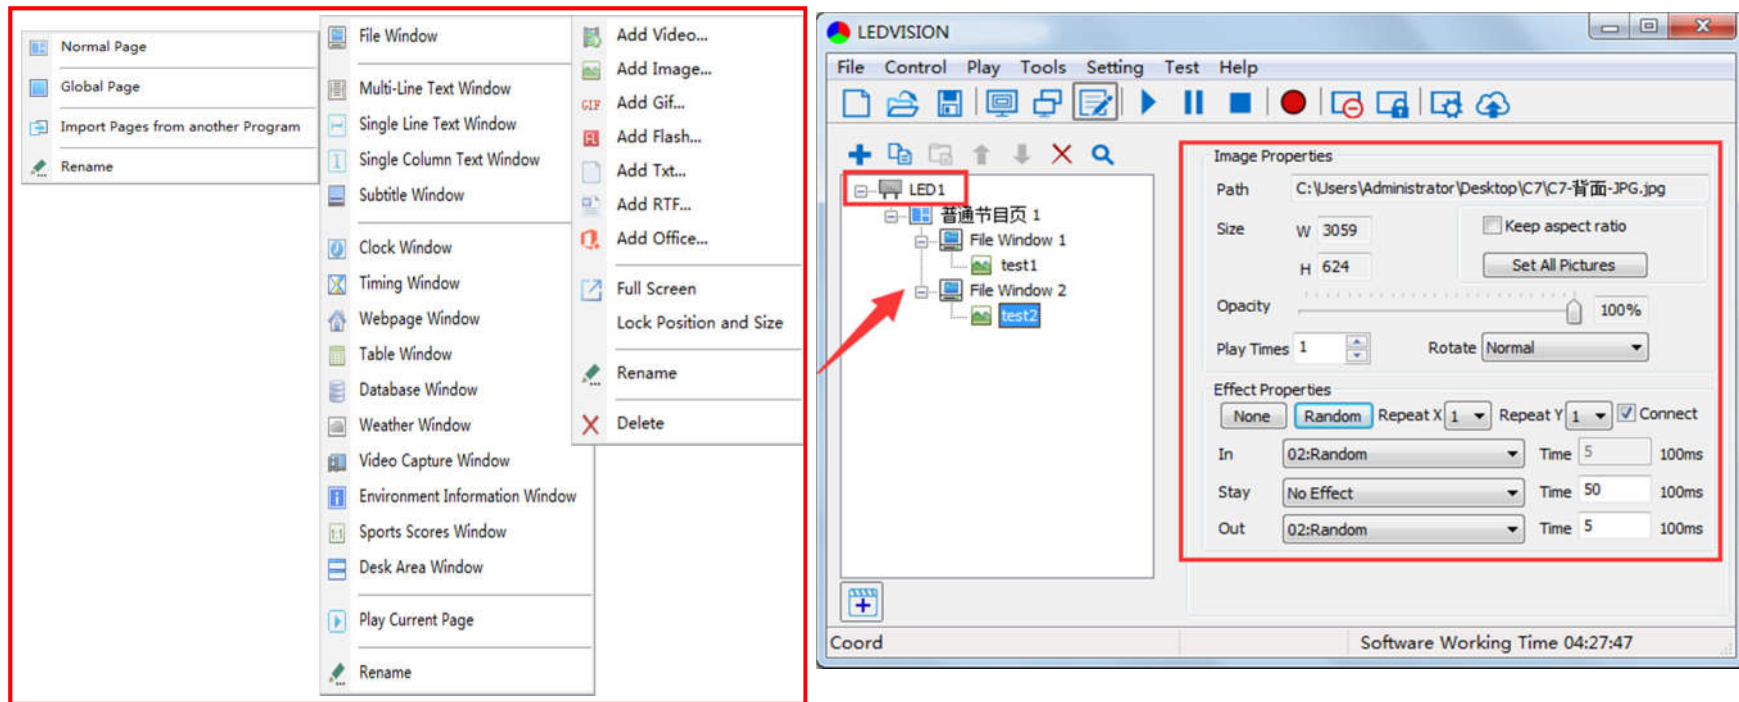 Normal Page
Global Page
Import Pages from another Program
Rename
File Window
Multi-Line Text Window
Single Line Text Window
Single Column Text Window
Subtitle Window
Clock Window
Timing Window
Webpage Window
Table Window
Database Window
Weather Window
Video Capture Window
Environment Information Window
Sports Scores Window
Desk Area Window
Play Current Page
Rename
Add Video...
Add Image...
GIF Add Gif...
Add Flash...
Add Txt...
Add RTF...
Add Office...
Full Screen
Lock Position and Size
Rename
Delete
LEDVISION
File Control Play Tools Setting Test Help
LED1
普通节目页 1
File Window 1
test1
File Window 2
test2
Image Properties
Path C:\Users\Administrator\Desktop\C7\C7-背面-JPG.jpg
Size W 3059 Keep aspect ratio
H 624 Set All Pictures
Opacity 100%
Play Times 1 Rotate Normal
Effect Properties
None Random Repeat X 1 Repeat Y 1 Connect
In 02:Random Time 5 100ms
Stay No Effect Time 50 100ms
Out 02:Random Time 5 100ms
Coord Software Working Time 04:27:47